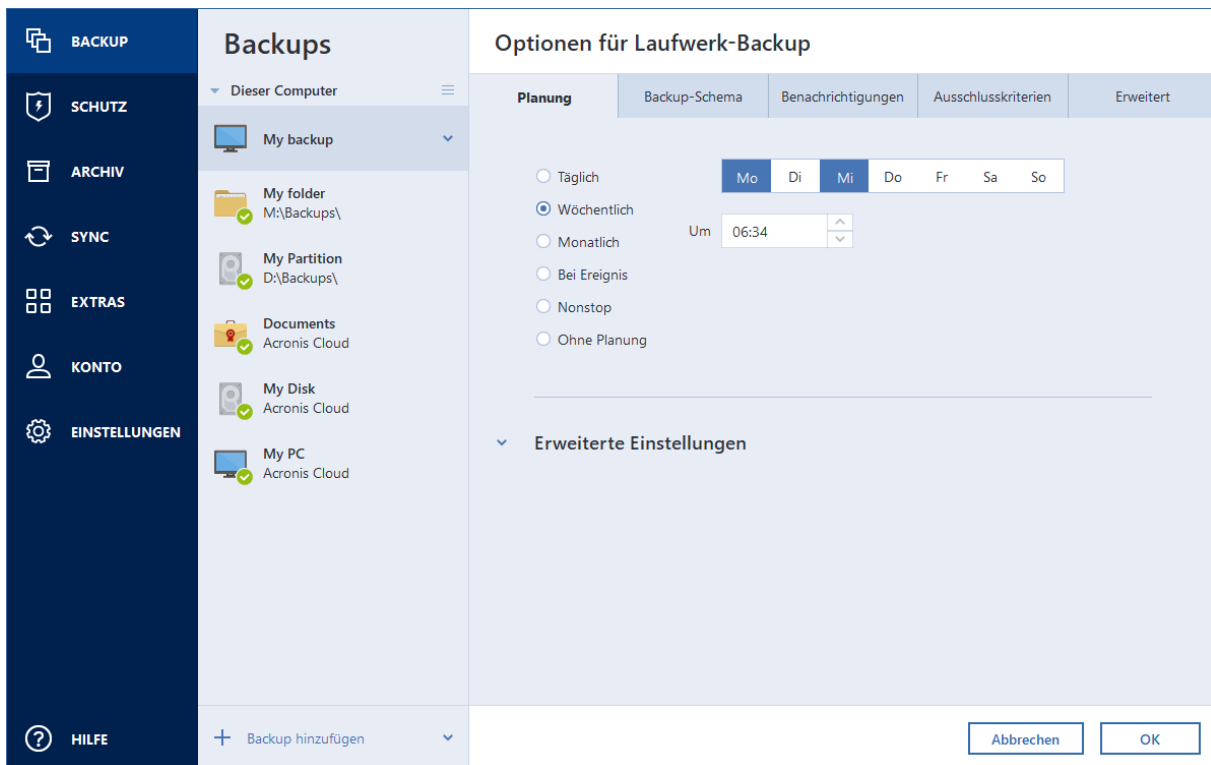 BACKUP
SCHUTZ
ARCHIV
SYNC
EXTRAS
KONTO
EINSTELLUNGEN
HILFE
Backups
Dieser Computer
My backup
My folder
M:\Backups\
My Partition
D:\Backups\
Documents
Acronis Cloud
My Disk
Acronis Cloud
My PC
Acronis Cloud
Backup hinzufügen
Optionen für Laufwerk-Backup
Planung Backup-Schema Benachrichtigungen Ausschlusskriterien Erweitert
Täglich
Wöchentlich
Monatlich
Bei Ereignis
Nonstop
Ohne Planung
Mo Di Mi Do Fr Sa So
Um 06:34
Erweiterte Einstellungen
Abbrechen OK